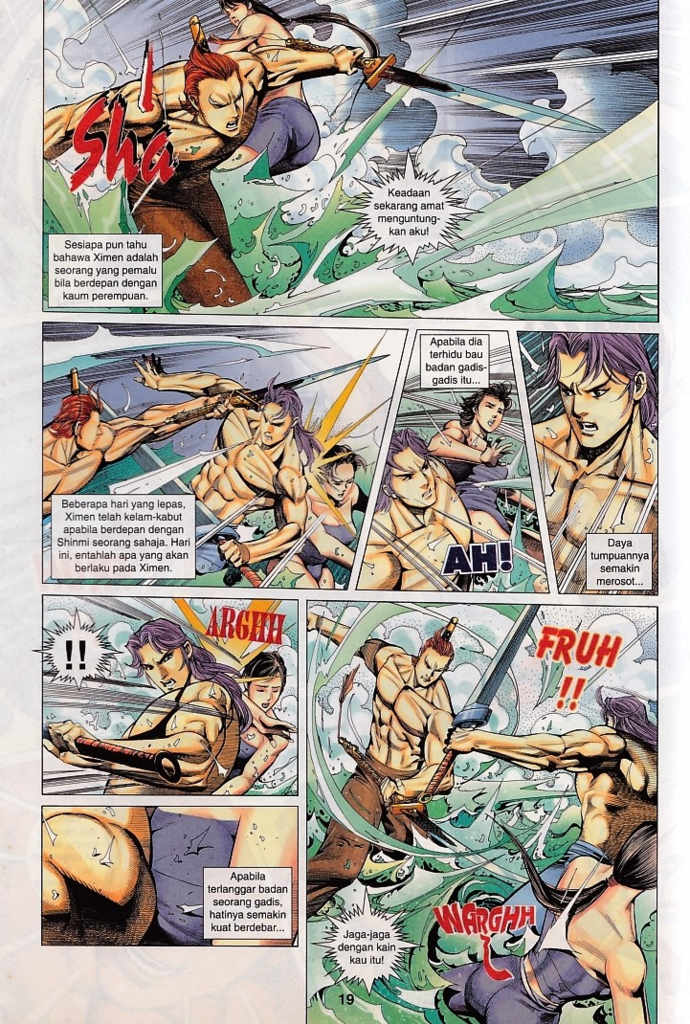 Sha
Keadaan
sekarang amat
menguntung-
kan aku!
Sesiapa pun tahu
bahawa Ximen adalah
seorang yang pemalu
bila berdepan dengan
kaum perempuan.
Beberapa hari yang lepas,
Ximen telah kelam-kabut
apabila berdepan dengan
Shinmi seorang sahaja. Hari
ini, entahlah apa yang akan
berlaku pada Ximen.
Apabila dia
terhidu bau
badan gadis-
gadis itu...
AH!
Daya
tumpuannya
semakin
merosot...
!!
ARGHH
Apabila
terlanggar badan
seorang gadis,
hatinya semakin
kuat berdebar...
FRUH
!!
WARGHH
Jaga-jaga
dengan kain
kau itu!
19